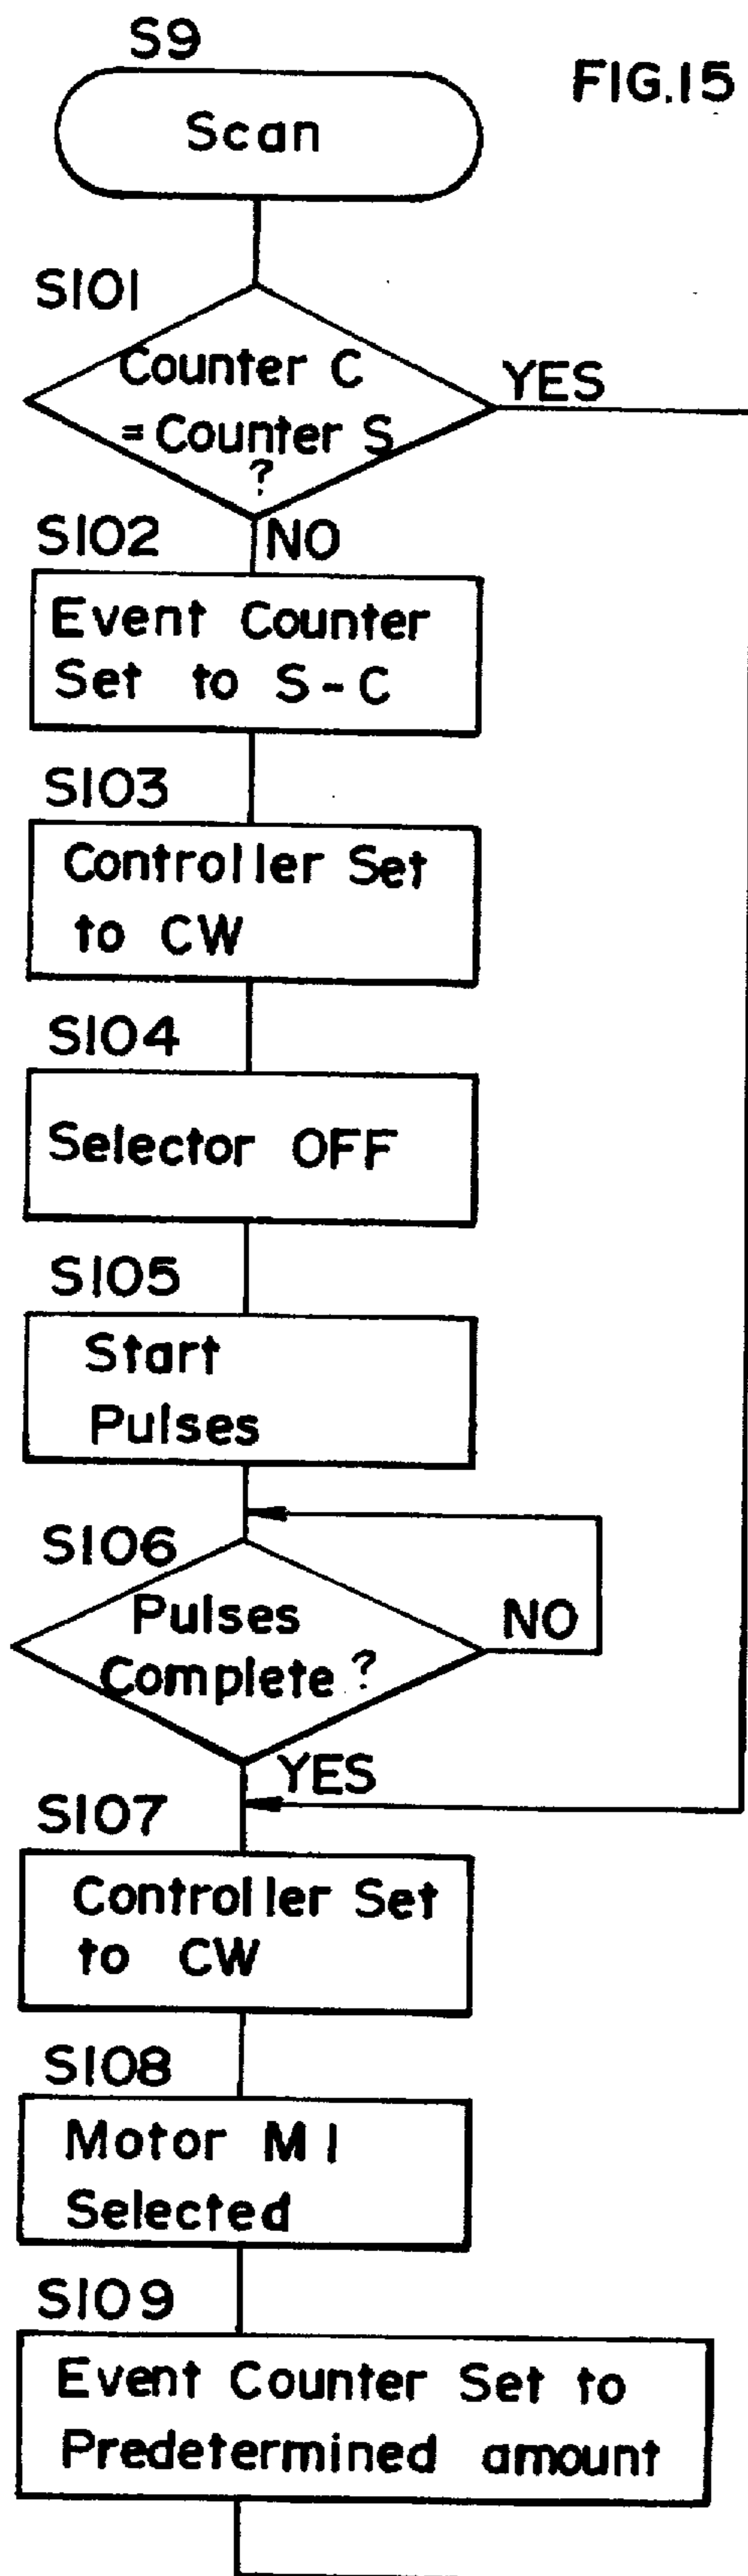 S9
FIG.15
Scan
S101
Counter C
= Counter S
?
YES
NO
S102
Event Counter
Set to S-C
S103
Controller Set
to CW
S104
Selector OFF
S105
Start
Pulses
S106
Pulses
Complete ?
NO
YES
S107
Controller Set
to CW
S108
Motor M1
Selected
S109
Event Counter Set to
Predetermined amount